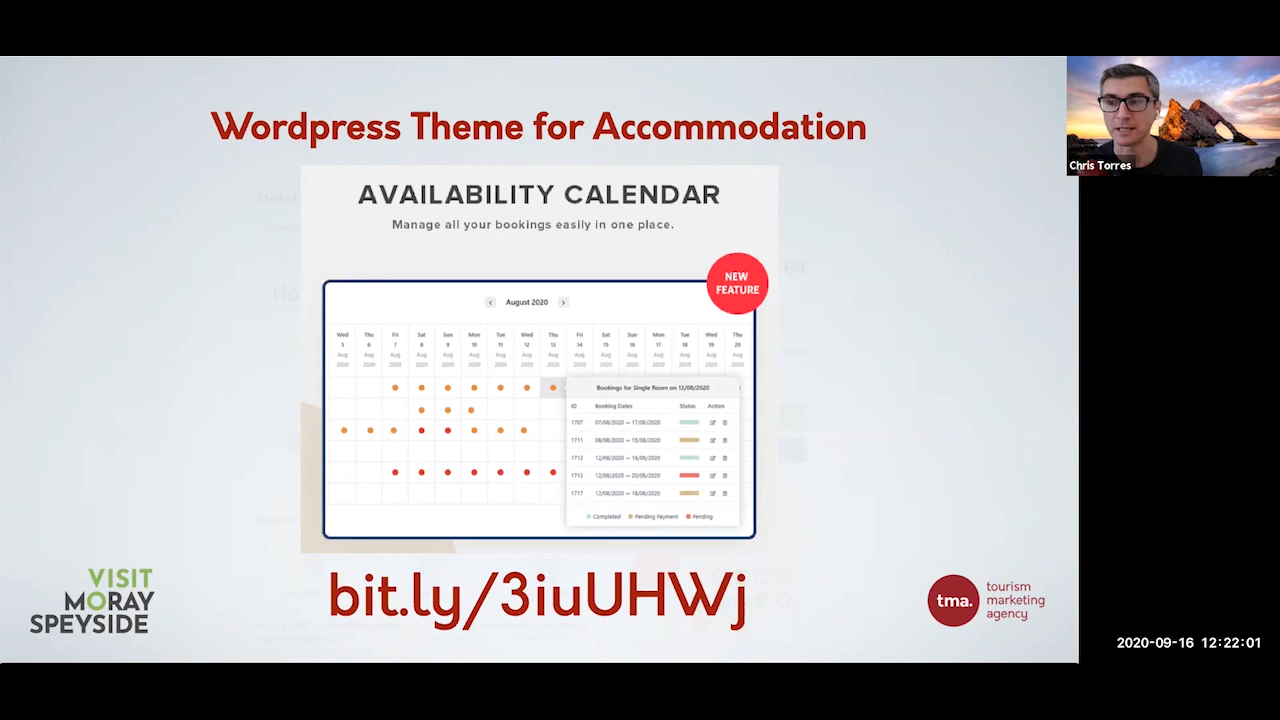 Wordpress Theme for Accommodation
AVAILABILITY CALENDAR
Manage all your bookings easily in one place.
NEW
FEATURE
‹ August 2020 ›
Wed Thu Fri Sat Sun Mon Tue Wed Thu Fri Sat Sun Mon Tue Wed Thu
5 6 7 8 9 10 11 12 13 14 15 16 17 18 19 20
Aug Aug Aug Aug Aug Aug Aug Aug Aug Aug Aug Aug Aug Aug Aug Aug
2020 2020 2020 2020 2020 2020 2020 2020 2020 2020 2020 2020 2020 2020 2020 2020
Bookings for Single Room on 13/08/2020
ID Booking Dates Status Action
1707 07/08/2020 — 17/08/2020
1711 08/08/2020 — 15/08/2020
1712 12/08/2020 — 16/08/2020
1713 12/08/2020 — 20/08/2020
1717 12/08/2020 — 18/08/2020
Completed Pending Payment Pending
bit.ly/3iuUHWj
VISIT
MORAY
SPEYSIDE
tma.
tourism
marketing
agency
Chris Torres
2020-09-16 12:22:01